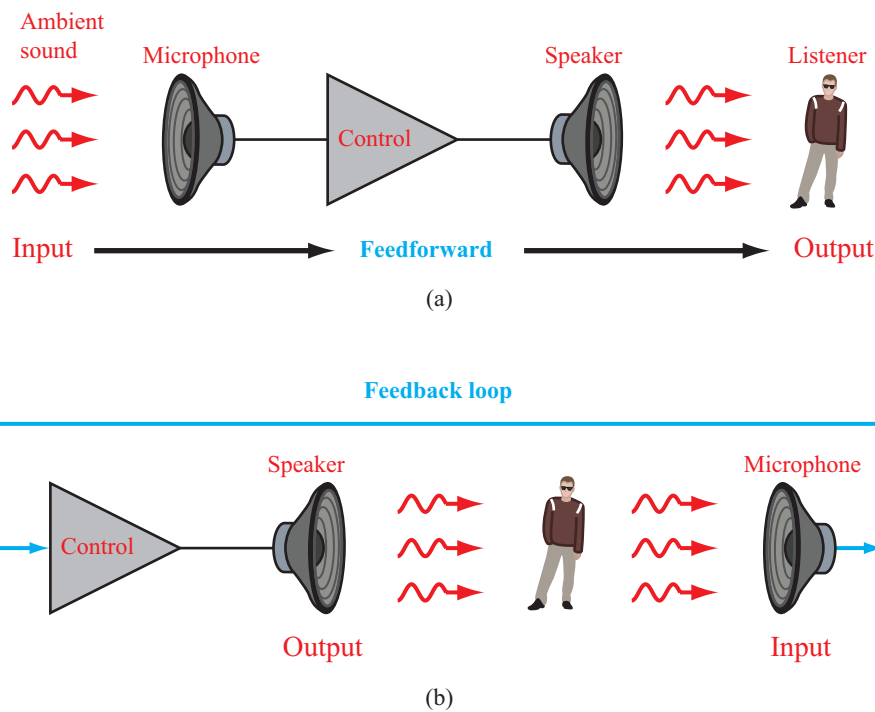 Ambient
sound
Microphone
Speaker
Listener
Control
Input
Feedforward
Output
(a)
Feedback loop
Speaker
Microphone
Control
Output
Input
(b)